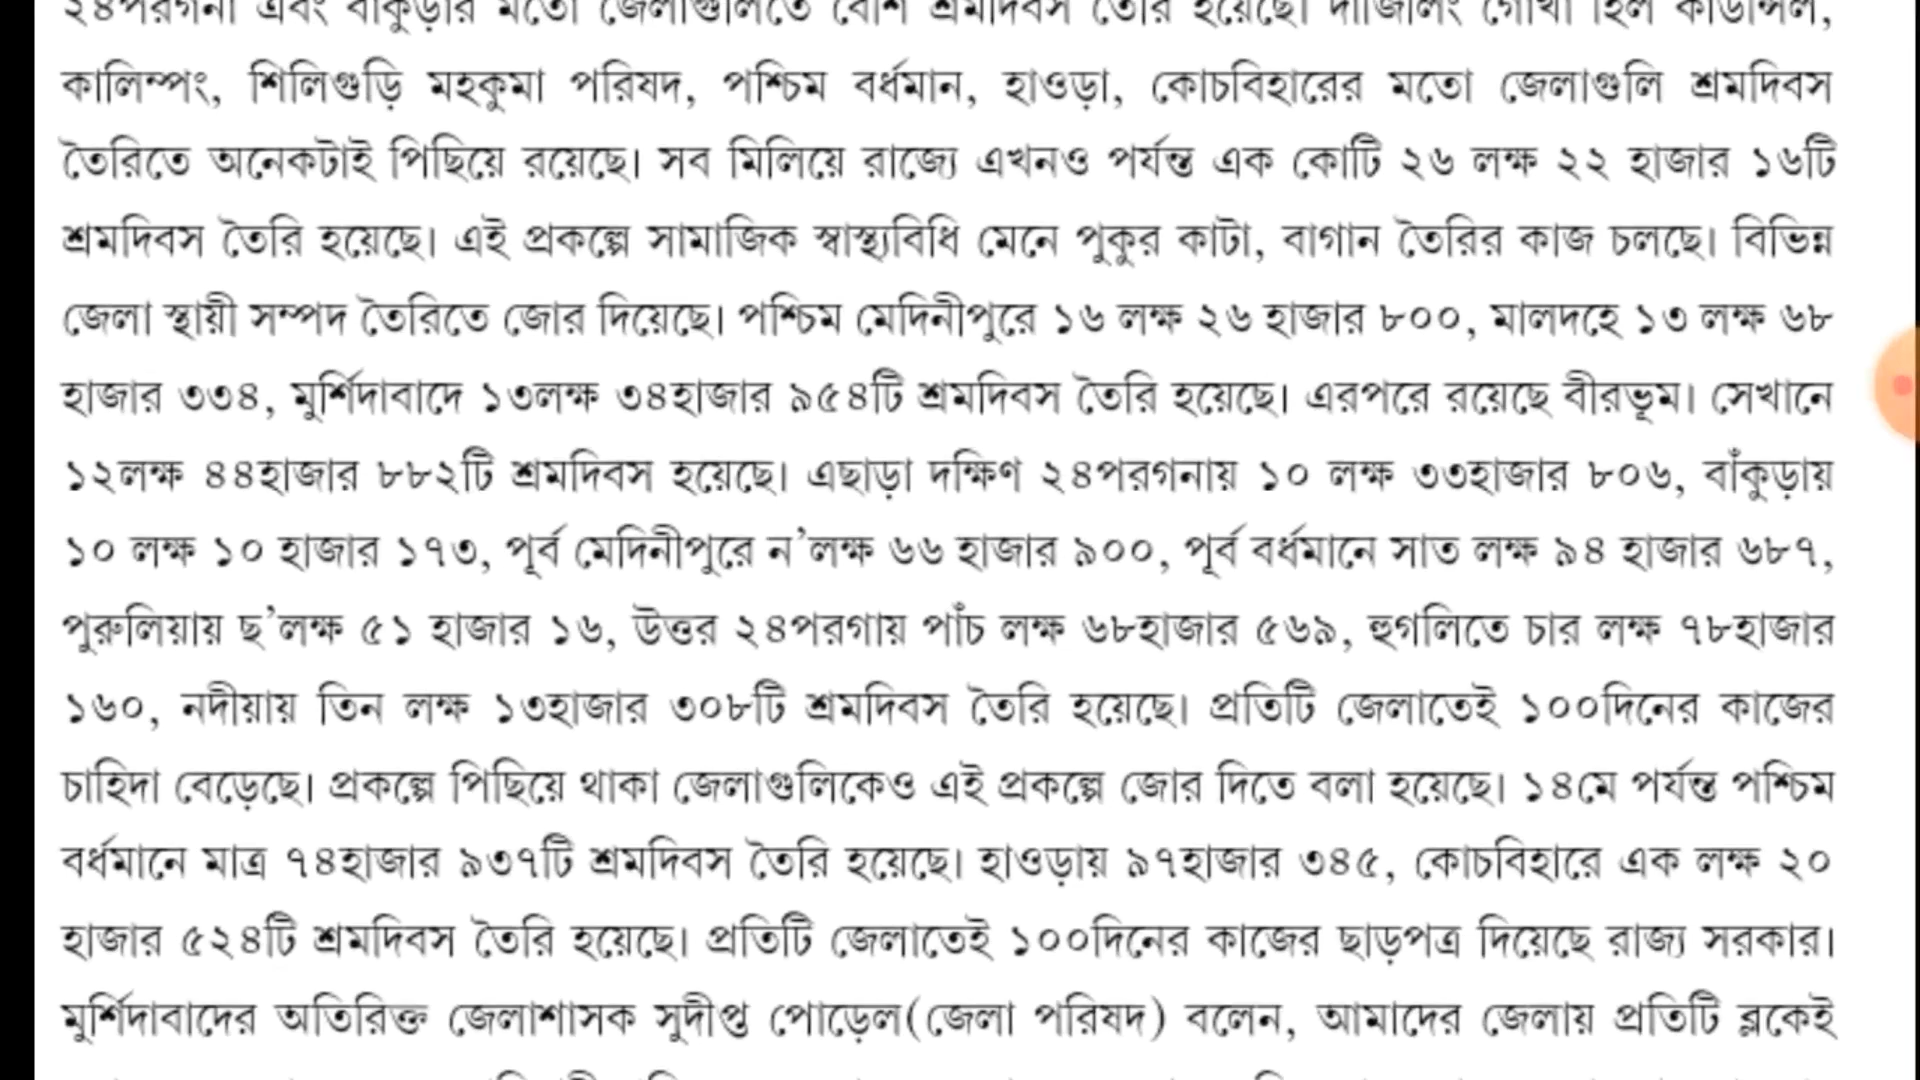 ২৪পরগনা এবং বাঁকুড়ার মতো জেলাগুলিতে বেশি শ্রমদিবস তৈরি হয়েছে। দার্জিলিং গোর্খা হিল কাউন্সিল,
কালিম্পং, শিলিগুড়ি মহকুমা পরিষদ, পশ্চিম বর্ধমান, হাওড়া, কোচবিহারের মতো জেলাগুলি শ্রমদিবস
তৈরিতে অনেকটাই পিছিয়ে রয়েছে। সব মিলিয়ে রাজ্যে এখনও পর্যন্ত এক কোটি ২৬ লক্ষ ২২ হাজার ১৬টি
শ্রমদিবস তৈরি হয়েছে। এই প্রকল্পে সামাজিক স্বাস্থ্যবিধি মেনে পুকুর কাটা, বাগান তৈরির কাজ চলছে। বিভিন্ন
জেলা স্থায়ী সম্পদ তৈরিতে জোর দিয়েছে। পশ্চিম মেদিনীপুরে ১৬ লক্ষ ২৬ হাজার ৮০০, মালদহে ১৩ লক্ষ ৬৮
হাজার ৩৩৪, মুর্শিদাবাদে ১৩লক্ষ ৩৪হাজার ৯৫৪টি শ্রমদিবস তৈরি হয়েছে। এরপরে রয়েছে বীরভূম। সেখানে
১২লক্ষ ৪৪হাজার ৮৮২টি শ্রমদিবস হয়েছে। এছাড়া দক্ষিণ ২৪পরগনায় ১০ লক্ষ ৩৩হাজার ৮০৬, বাঁকুড়ায়
১০ লক্ষ ১০ হাজার ১৭৩, পূর্ব মেদিনীপুরে ন'লক্ষ ৬৬ হাজার ৯০০, পূর্ব বর্ধমানে সাত লক্ষ ৯৪ হাজার ৬৮৭,
পুরুলিয়ায় ছ'লক্ষ ৫১ হাজার ১৬, উত্তর ২৪পরগায় পাঁচ লক্ষ ৬৮হাজার ৫৬৯, হুগলিতে চার লক্ষ ৭৮হাজার
১৬০, নদীয়ায় তিন লক্ষ ১৩হাজার ৩০৮টি শ্রমদিবস তৈরি হয়েছে। প্রতিটি জেলাতেই ১০০দিনের কাজের
চাহিদা বেড়েছে। প্রকল্পে পিছিয়ে থাকা জেলাগুলিকেও এই প্রকল্পে জোর দিতে বলা হয়েছে। ১৪মে পর্যন্ত পশ্চিম
বর্ধমানে মাত্র ৭৪হাজার ৯৩৭টি শ্রমদিবস তৈরি হয়েছে। হাওড়ায় ৯৭হাজার ৩৪৫, কোচবিহারে এক লক্ষ ২০
হাজার ৫২৪টি শ্রমদিবস তৈরি হয়েছে। প্রতিটি জেলাতেই ১০০দিনের কাজের ছাড়পত্র দিয়েছে রাজ্য সরকার।
মুর্শিদাবাদের অতিরিক্ত জেলাশাসক সুদীপ্ত পোড়েল(জেলা পরিষদ) বলেন, আমাদের জেলায় প্রতিটি ব্লকেই